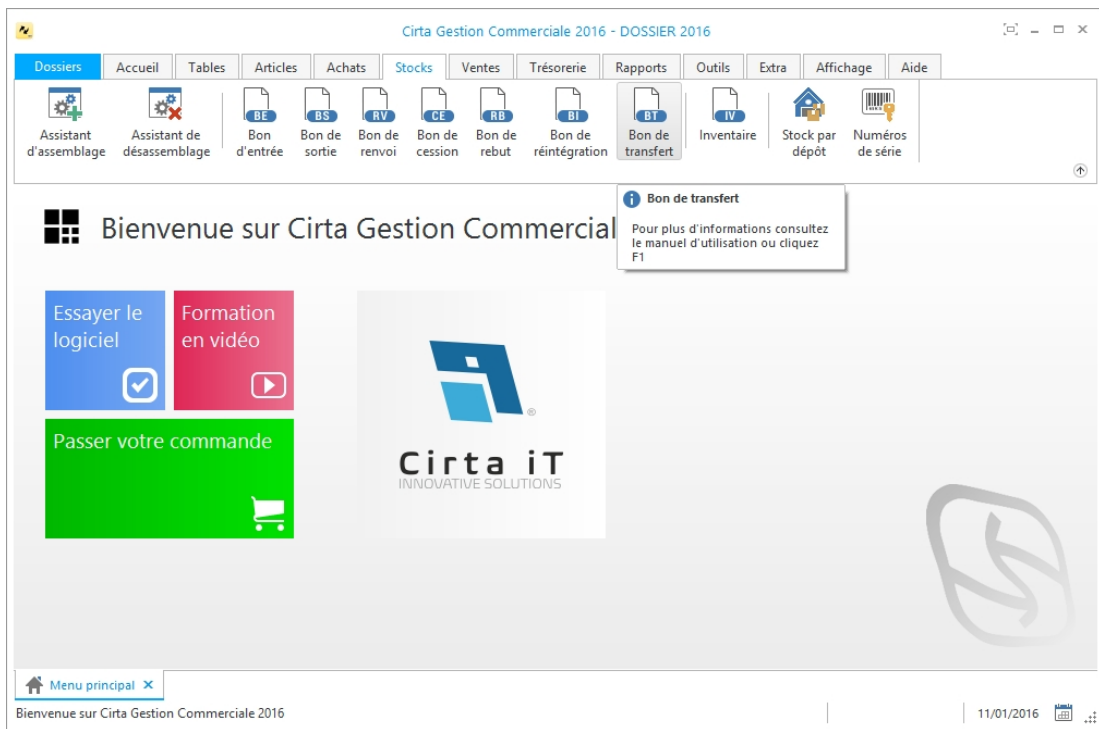 Cirta Gestion Commerciale 2016 - DOSSIER 2016
Dossiers Accueil Tables Articles Achats Stocks Ventes Trésorerie Rapports Outils Extra Affichage Aide
BE BS RV CE RB BI BT IV
Assistant Assistant de Bon Bon de Bon de Bon de Bon de Bon de Bon de Inventaire Stock par Numéros
d'assemblage désassemblage d'entrée sortie renvoi cession rebut réintégration transfert dépôt de série
Bon de transfert
Pour plus d'informations consultez
le manuel d'utilisation ou cliquez
F1
Bienvenue sur Cirta Gestion Commercial
Essayer le
logiciel
Formation
en vidéo
Passer votre commande
Cirta iT
®
INNOVATIVE SOLUTIONS
Menu principal
Bienvenue sur Cirta Gestion Commerciale 2016
11/01/2016